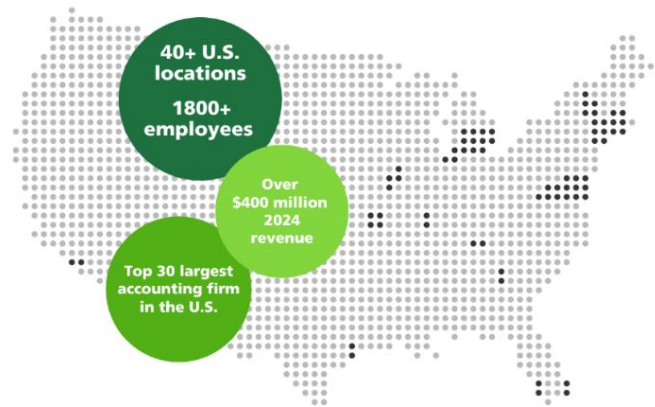 40+ U.S.
locations
1800+
employees
Over
$400 million
2024
revenue
Top 30 largest
accounting firm
in the U.S.